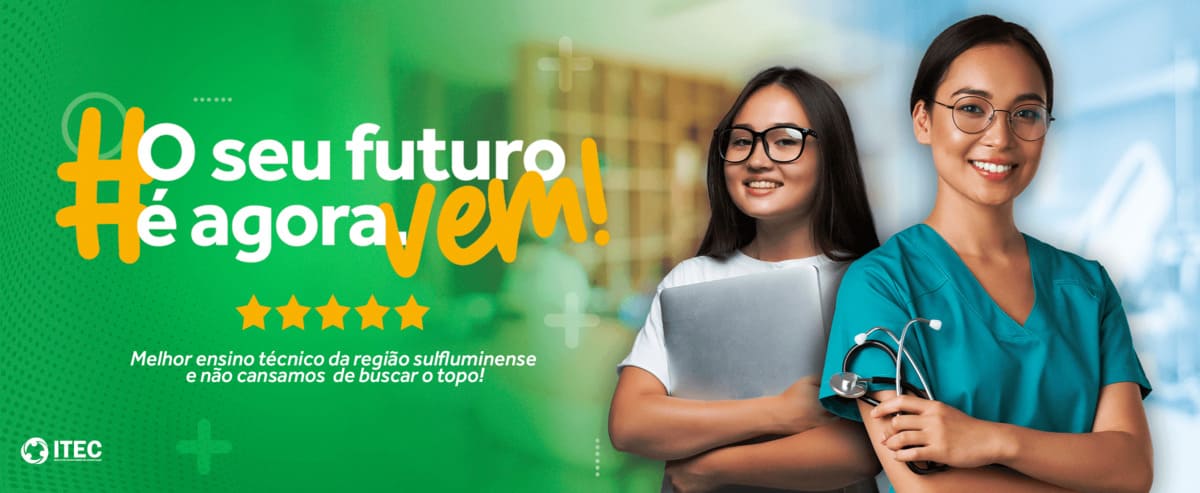 #O seu futuro
é agora. vem!
Melhor ensino técnico da região sulfluminense
e não cansamos de buscar o topo!
ITEC